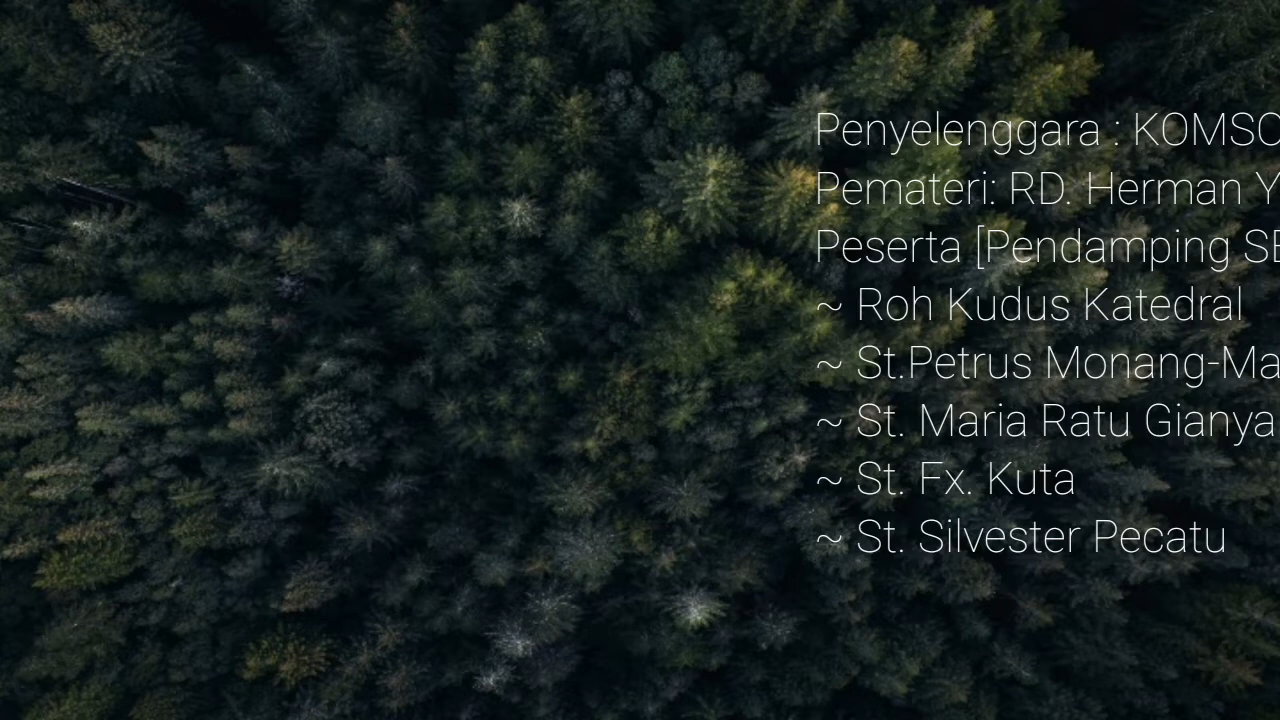 Penyelenggara : KOMSO
Pemateri: RD. Herman Y
Peserta [Pendamping SE
~ Roh Kudus Katedral
~ St.Petrus Monang-Ma
~ St. Maria Ratu Gianya
~ St. Fx. Kuta
~ St. Silvester Pecatu